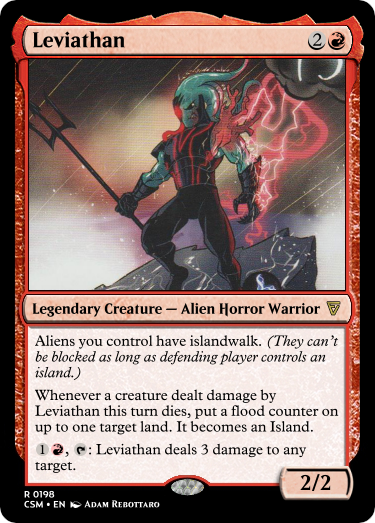 Leviathan 2
Legendary Creature — Alien Horror Warrior
Aliens you control have islandwalk. (They can't
be blocked as long as defending player controls an
island.)
Whenever a creature dealt damage by
Leviathan this turn dies, put a flood counter on
up to one target land. It becomes an Island.
1, : Leviathan deals 3 damage to any
target.
2/2
R 0198
CSM • EN ADAM REBOTTARO